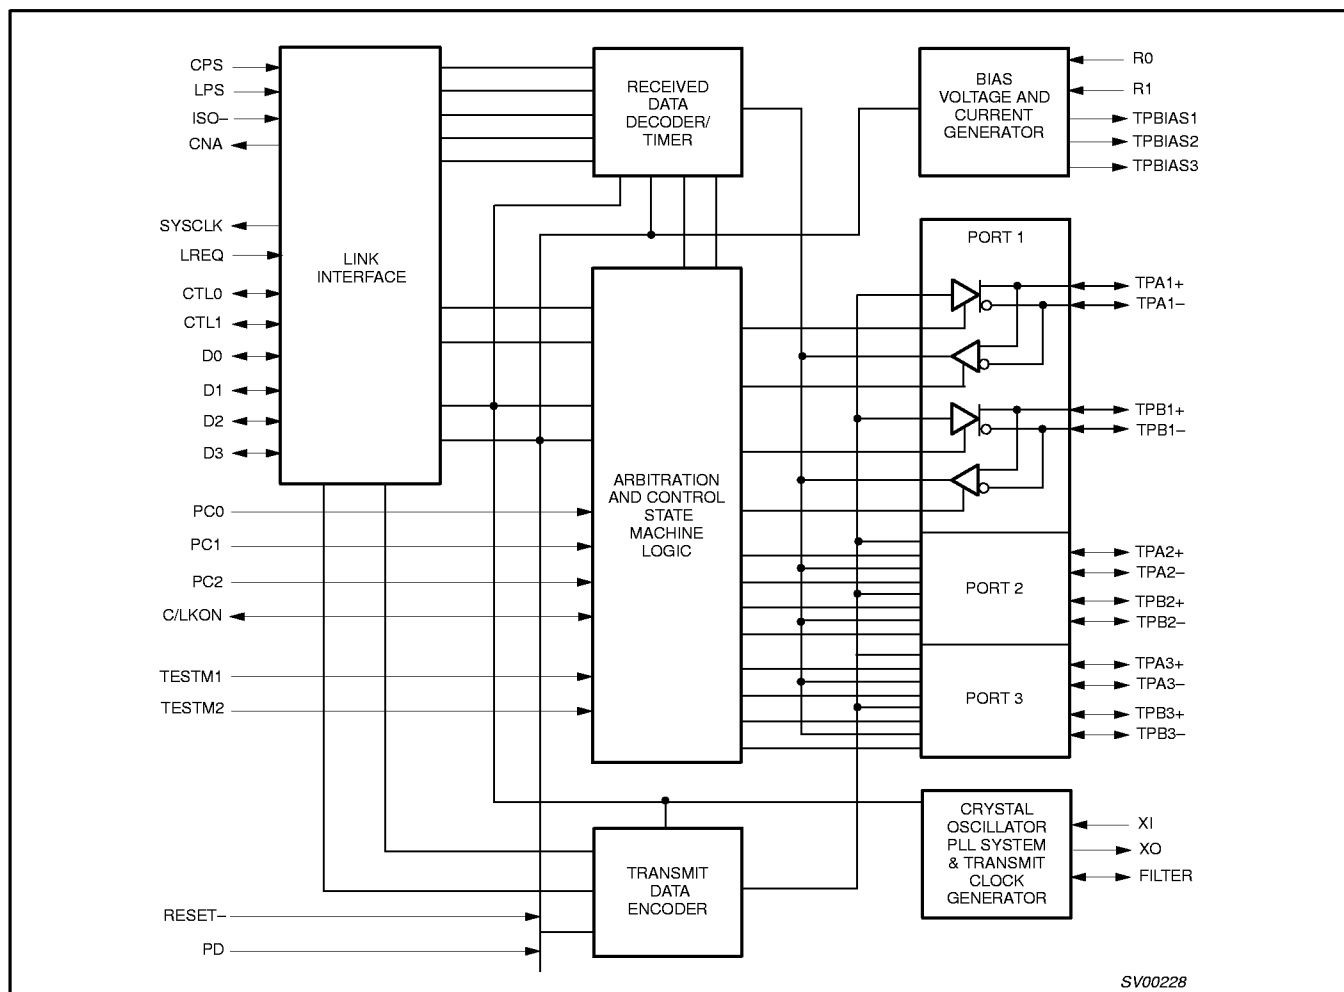 CPS
LPS
ISO–
CNA
SYSCLK
LREQ
CTL0
CTL1
D0
D1
D2
D3
LINK
INTERFACE
RECEIVED
DATA
DECODER/
TIMER
BIAS
VOLTAGE AND
CURRENT
GENERATOR
R0
R1
TPBIAS1
TPBIAS2
TPBIAS3
PORT 1
TPA1+
TPA1–
TPB1+
TPB1–
PC0
PC1
PC2
C/LKON
TESTM1
TESTM2
ARBITRATION
AND CONTROL
STATE
MACHINE
LOGIC
PORT 2
TPA2+
TPA2–
TPB2+
TPB2–
PORT 3
TPA3+
TPA3–
TPB3+
TPB3–
RESET–
PD
TRANSMIT
DATA
ENCODER
CRYSTAL
OSCILLATOR
PLL SYSTEM
& TRANSMIT
CLOCK
GENERATOR
XI
XO
FILTER
SV00228